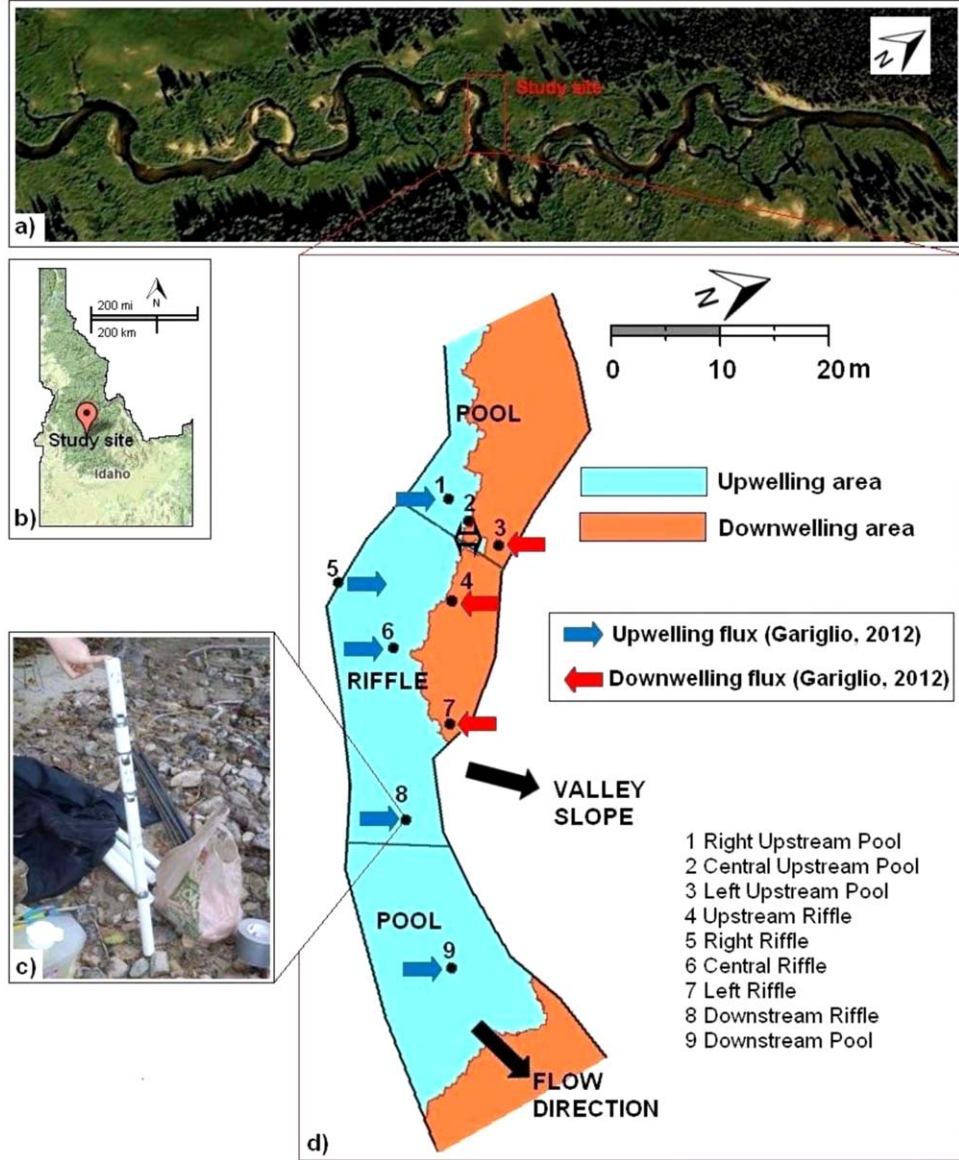 Study site
N
a)
200 mi
N
200 km
Study site
Idaho
b)
N
0 10 20 m
POOL
1
2
3
Upwelling area
Downwelling area
5
4
6
Upwelling flux (Gariglio, 2012)
Downwelling flux (Gariglio, 2012)
RIFFLE
7
VALLEY
SLOPE
8
1 Right Upstream Pool
2 Central Upstream Pool
3 Left Upstream Pool
4 Upstream Riffle
5 Right Riffle
6 Central Riffle
7 Left Riffle
8 Downstream Riffle
9 Downstream Pool
POOL
9
FLOW
DIRECTION
c)
d)